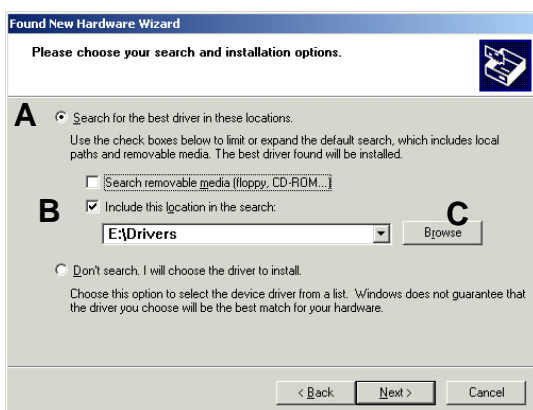 Found New Hardware Wizard
Please choose your search and installation options.
A
Search for the best driver in these locations.
Use the check boxes below to limit or expand the default search, which includes local
paths and removable media. The best driver found will be installed.
Search removable media (floppy, CD-ROM...)
B
Include this location in the search:
C
E:\Drivers
Browse
Don't search. I will choose the driver to install.
Choose this option to select the device driver from a list. Windows does not guarantee that
the driver you choose will be the best match for your hardware.
< Back
Next >
Cancel